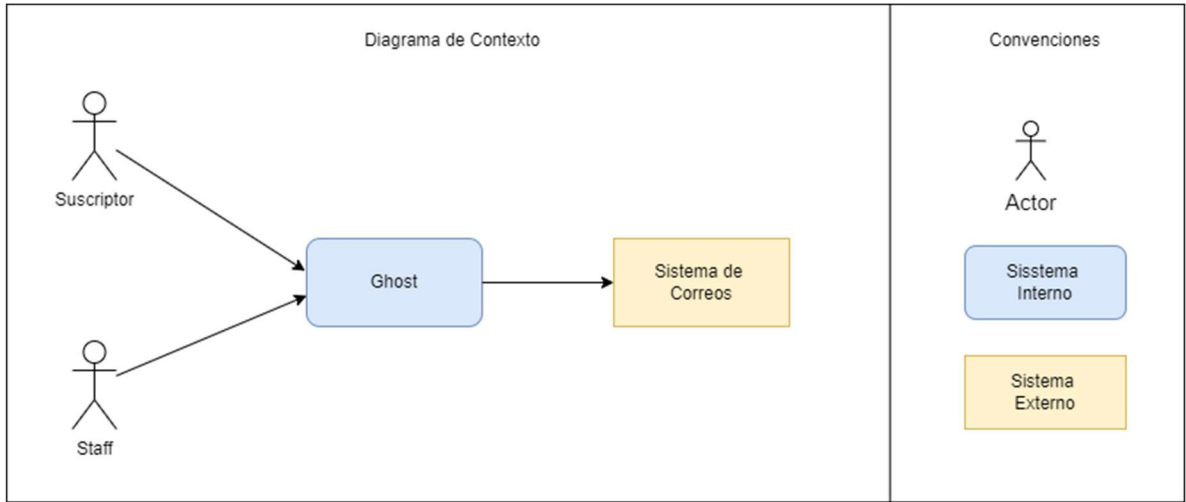 Diagrama de Contexto
Suscriptor
Ghost
Sistema de
Correos
Staff
Convenciones
Actor
Sisstema
Interno
Sistema
Externo